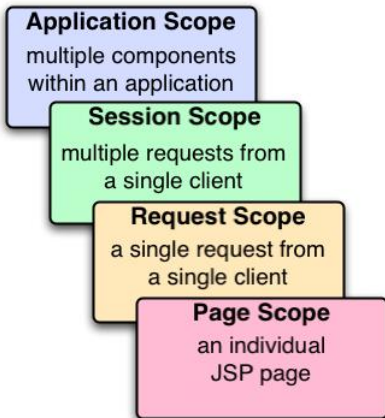 Application Scope
multiple components
within an application
Session Scope
multiple requests from
a single client
Request Scope
a single request from
a single client
Page Scope
an individual
JSP page